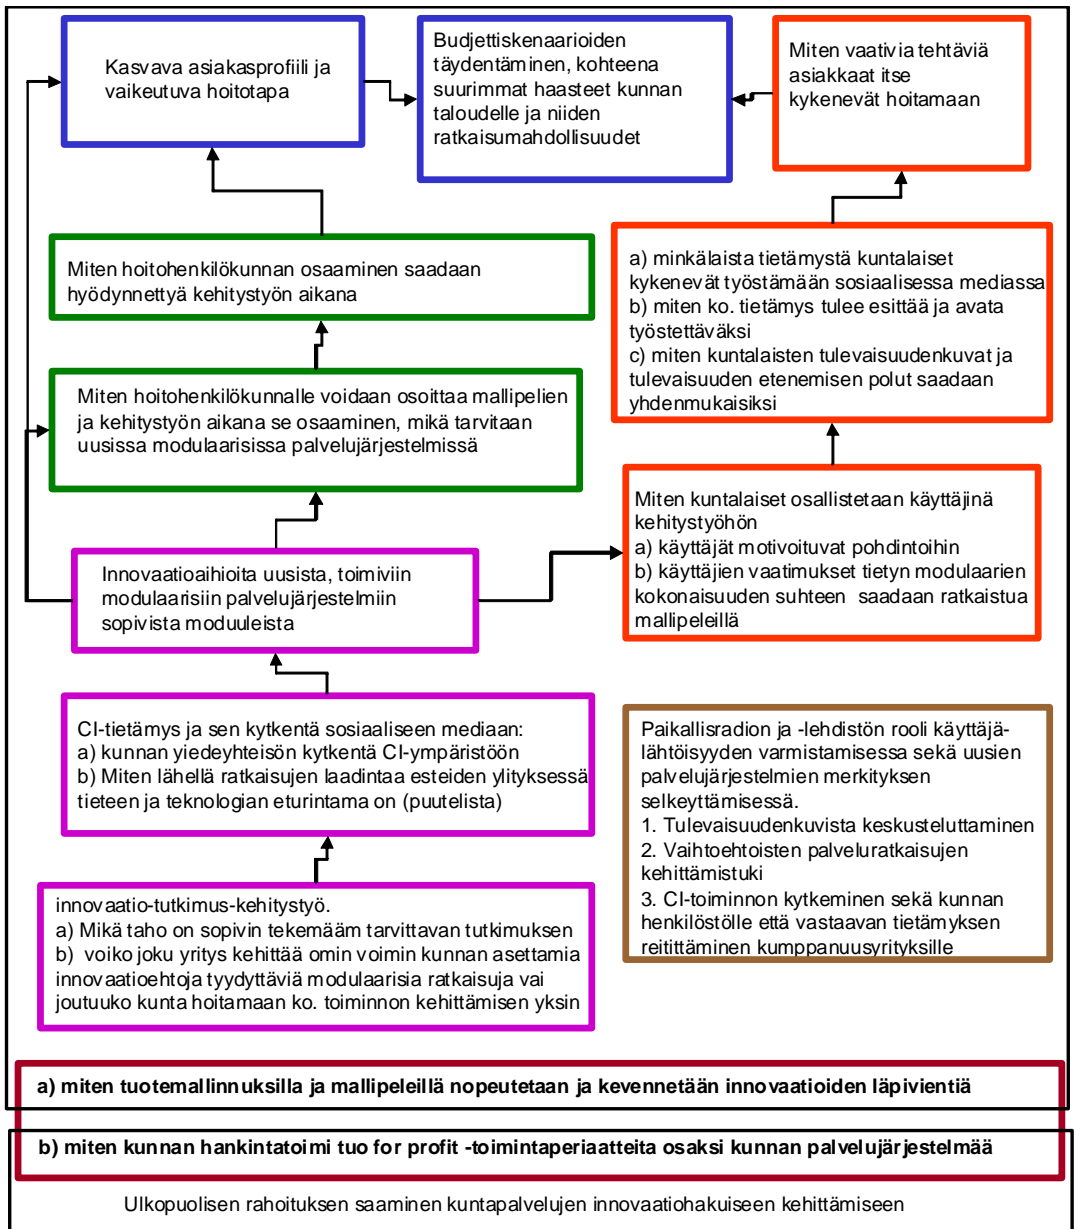 Kasvava asiakasprofiili ja
vaikeutuva hoitotapa
Budjettiskenaarioiden
täydentäminen, kohteena
suurimmat haasteet kunnan
taloudelle ja niiden
ratkaisumahdollisuudet
Miten vaativia tehtäviä
asiakkaat itse
kykenevät hoitamaan
Miten hoitohenkilökunnan osaaminen saadaan
hyödynnettyä kehitystyön aikana
a) minkälaista tietämystä kuntalaiset
kykenevät työstämään sosiaalisessa mediassa
b) miten ko. tietämys tulee esittää ja avata
työstettäväksi
c) miten kuntalaisten tulevaisuudenkuvat ja
tulevaisuuden etenemisen polut saadaan
yhdenmukaisiksi
Miten hoitohenkilökunnalle voidaan osoittaa mallipelien
ja kehitystyön aikana se osaaminen, mikä tarvitaan
uusissa modulaarisissa palvelujärjestelmissä
Miten kuntalaiset osallistetaan käyttäjinä
kehitystyöhön
a) käyttäjät motivoituvat pohdintoihin
b) käyttäjien vaatimukset tietyn modulaarien
kokonaisuuden suhteen saadaan ratkaistua
mallipeleillä
Innovaatioaihioita uusista, toimiviin
modulaarisiin palvelujärjestelmiin
sopivista moduuleista
CI-tietämys ja sen kytkentä sosiaaliseen mediaan:
a) kunnan yiedeyhteisön kytkentä CI-ympäristöön
b) Miten lähellä ratkaisujen laadintaa esteiden ylityksessä
tieteen ja teknologian eturintama on (puutelista)
Paikallisradion ja -lehdistön rooli käyttäjä-
lähtöisyyden varmistamisessa sekä uusien
palvelujärjestelmien merkityksen
selkeyttämisessä.
1. Tulevaisuudenkuvista keskusteluttaminen
2. Vaihtoehtoisten palveluratkaisujen
kehittämistuki
3. CI-toiminnon kytkeminen sekä kunnan
henkilöstölle että vastaavan tietämyksen
reitittäminen kumppanuusyrityksille
innovaatio-tutkimus-kehitystyö.
a) Mikä taho on sopivin tekemääm tarvittavan tutkimuksen
b) voiko joku yritys kehittää omin voimin kunnan asettamia
innovaatioehtoja tyydyttäviä modulaarisia ratkaisuja vai
joutuuko kunta hoitamaan ko. toiminnon kehittämisen yksin
a) miten tuotemallinnuksilla ja mallipeleillä nopeutetaan ja kevennetään innovaatioiden läpivientiä
b) miten kunnan hankintatoimi tuo for profit -toimintaperiaatteita osaksi kunnan palvelujärjestelmää
Ulkopuolisen rahoituksen saaminen kuntapalvelujen innovaatiohakuiseen kehittämiseen